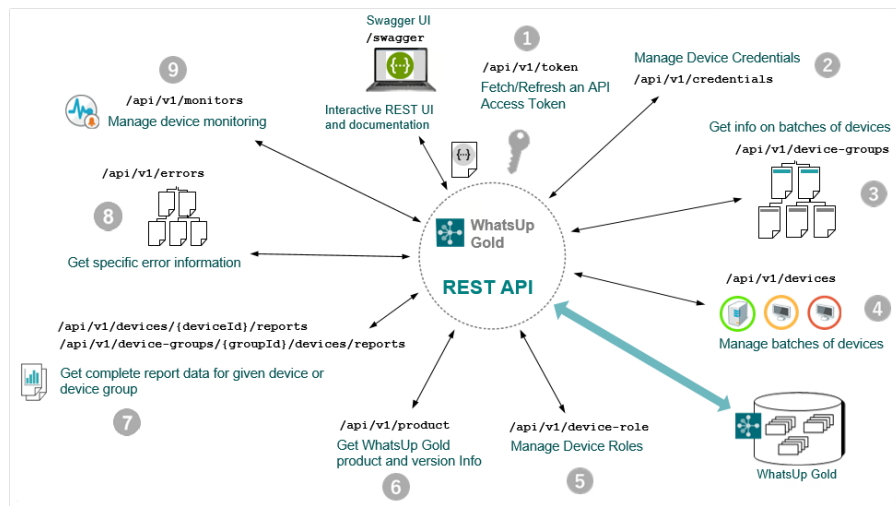 Swagger UI
/swagger
{···}
Interactive REST UI
and documentation
{···}
1
/api/v1/token
Fetch/Refresh an API
Access Token
Manage Device Credentials
2
/api/v1/credentials
Get info on batches of devices
/api/v1/device-groups
3
/api/v1/devices
4
Manage batches of devices
WhatsUp Gold
/api/v1/device-role
Manage Device Roles
5
/api/v1/product
Get WhatsUp Gold
product and version Info
6
/api/v1/devices/{deviceId}/reports
/api/v1/device-groups/{groupId}/devices/reports
Get complete report data for given device or
device group
7
/api/v1/errors
8
Get specific error information
9
/api/v1/monitors
Manage device monitoring
WhatsUp
Gold
REST API